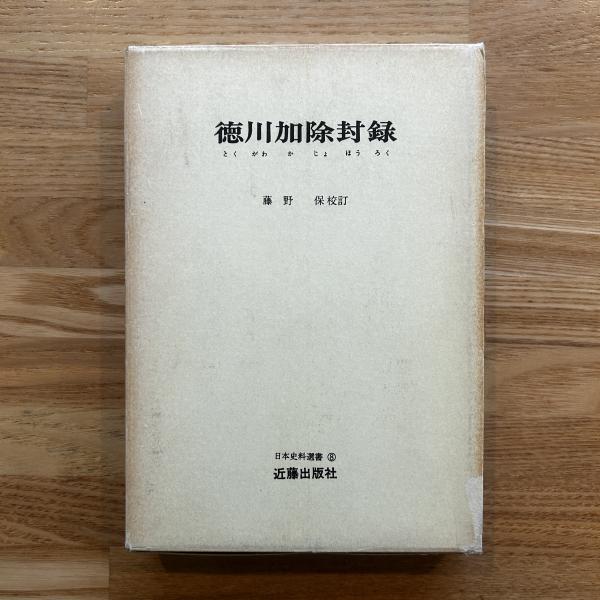 徳川加除封録
とく がわ か じょ ほう ろく
藤野 保校訂
日本史料選書 ⑧
近藤出版社